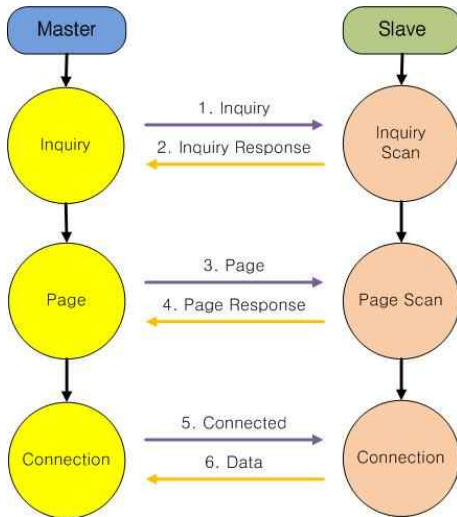 Master
Slave
1. Inquiry
Inquiry
2. Inquiry Response
Inquiry
Scan
3. Page
Page
4. Page Response
Page Scan
5. Connected
Connection
6. Data
Connection